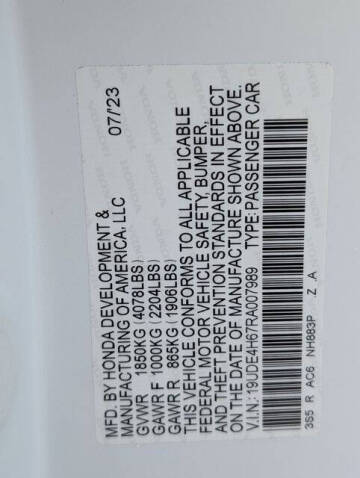 MFD. BY HONDA DEVELOPMENT &
MANUFACTURING OF AMERICA, LLC 07/23
GVWR 1850KG (4078LBS)
GAWR F 1000KG (2204LBS)
GAWR R 865KG (1906LBS)
THIS VEHICLE CONFORMS TO ALL APPLICABLE
FEDERAL MOTOR VEHICLE SAFETY, BUMPER,
AND THEFT PREVENTION STANDARDS IN EFFECT
ON THE DATE OF MANUFACTURE SHOWN ABOVE.
V.I.N.: 19UDE4H67RA007989 TYPE: PASSENGER CAR
3S5 R AC6 NH883P Z A